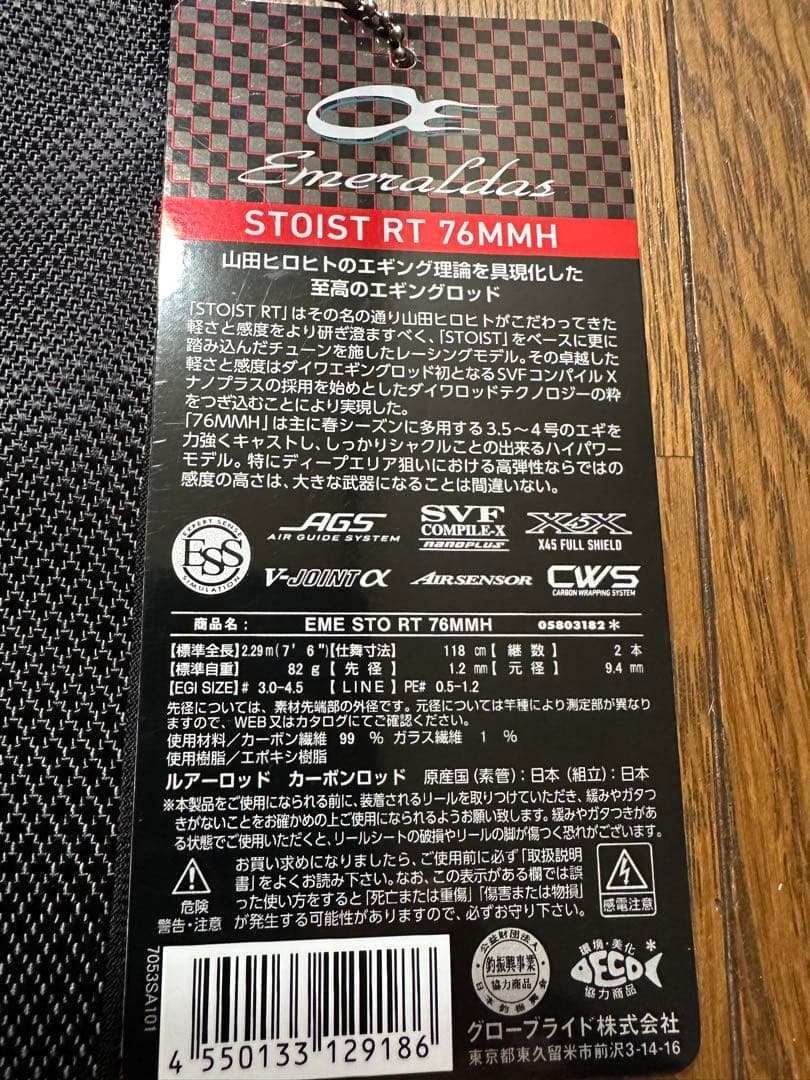 Emeraldas
STOIST RT 76MMH
山田ヒロヒトのエギング理論を具現化した
至高のエギングロッド
「STOIST RT」はその名の通り山田ヒロヒトがこだわってきた
軽さと感度をより研ぎ澄ますべく、「STOIST」をベースに更に
踏み込んだチューンを施したレーシングモデル。その卓越した
軽さと感度はダイワエギングロッド初となるSVFコンパイルX
ナノプラスの採用を始めとしたダイワロッドテクノロジーの粋
をつぎ込むことにより実現した。
「76MMH」は主に春シーズンに多用する3.5～4号のエギを
力強くキャストし、しっかりシャクルことの出来るハイパワー
モデル。特にディープエリア狙いにおける高弾性ならではの
感度の高さは、大きな武器になることは間違いない。
EXPERT SENSE
ESS
SIMULATION
AGS
AIR GUIDE SYSTEM
SVF
COMPILE-X
nanoplus
X45X
X45 FULL SHIELD
V-JOINT α
AIRSENSOR
CWS
CARBON WRAPPING SYSTEM
商品名： EME STO RT 76MMH 05803182＊
【標準全長】2.29m(7' 6")【仕舞寸法】 118 cm【 継 数 】 2 本
【標準自重】 82 g【 先 径 】 1.2 mm【 元 径 】 9.4 mm
【EGI SIZE】# 3.0-4.5 【 L I N E 】 PE# 0.5-1.2
先径については、素材先端部の外径です。元径については竿種により測定部が異なり
ますので、WEB又はカタログにてご確認ください。
使用材料／カーボン繊維 99 % ガラス繊維 1 %
使用樹脂／エポキシ樹脂
ルアーロッド カーボンロッド 原産国（素管）：日本（組立）：日本
※本製品をご使用になられる前に、装着されるリールを取りつけていただき、緩みやガタつ
きがないことをお確かめの上ご使用になられるようお願い致します。緩みやガタつきがあ
る状態でご使用いただくと、リールシートの破損やリールの脚が傷つく恐れがございます。
危険
警告・注意
お買い求めになりましたら、ご使用前に必ず「取扱説明
書」をよくお読み下さい。なお、この表示がある欄では誤
った使い方をすると「死亡または重傷」「傷害または物損」
が発生する可能性がありますので、必ずお守り下さい。
感電注意
7053SA101
4 550133 129186
公益財団法人
釣振興事業
協力商品
日本釣振興会
環境・美化
DECO
協力商品
＊
グローブライド株式会社
東京都東久留米市前沢3-14-16